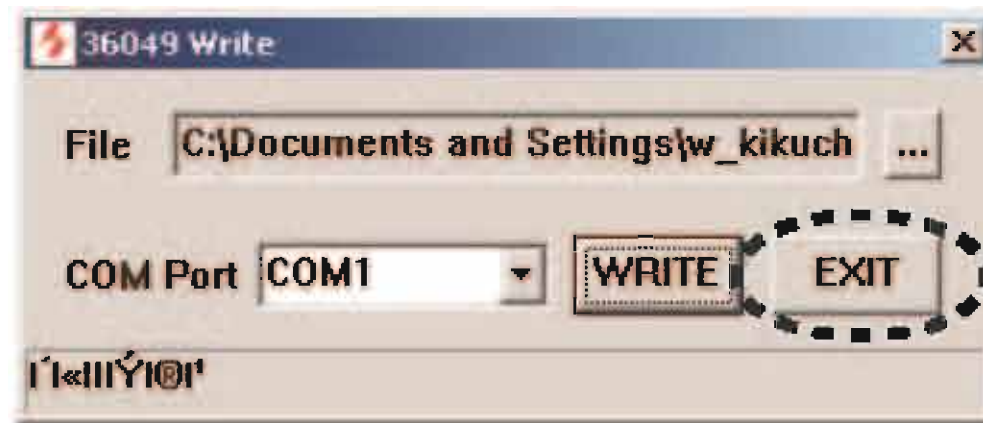 36049 Write
File C:\Documents and Settings\w_kikuch ...
COM Port COM1 WRITE EXIT